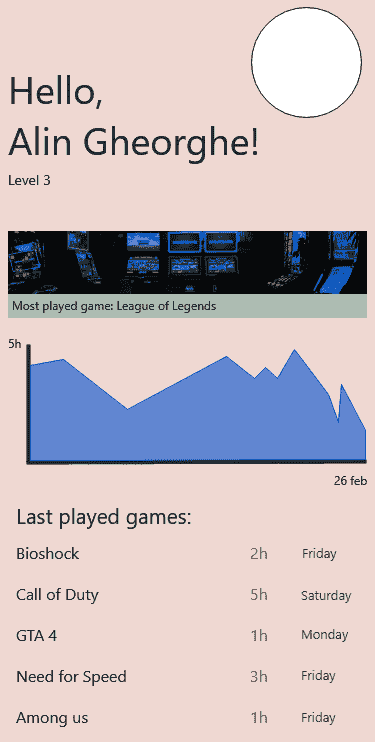 Hello,
Alin Gheorghe!
Level 3
Most played game: League of Legends
5h
26 feb
Last played games:
Bioshock 2h Friday
Call of Duty 5h Saturday
GTA 4 1h Monday
Need for Speed 3h Friday
Among us 1h Friday